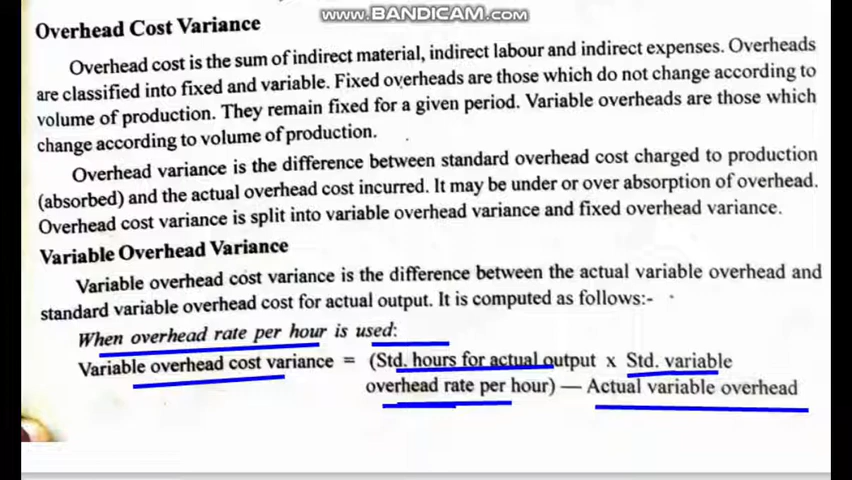 www.BANDICAM.com
Overhead Cost Variance
Overhead cost is the sum of indirect material, indirect labour and indirect expenses. Overheads
are classified into fixed and variable. Fixed overheads are those which do not change according to
volume of production. They remain fixed for a given period. Variable overheads are those which
change according to volume of production.
Overhead variance is the difference between standard overhead cost charged to production
(absorbed) and the actual overhead cost incurred. It may be under or over absorption of overhead.
Overhead cost variance is split into variable overhead variance and fixed overhead variance.
Variable Overhead Variance
Variable overhead cost variance is the difference between the actual variable overhead and
standard variable overhead cost for actual output. It is computed as follows:-
When overhead rate per hour is used:
Variable overhead cost variance = (Std. hours for actual output x Std. variable
overhead rate per hour) — Actual variable overhead